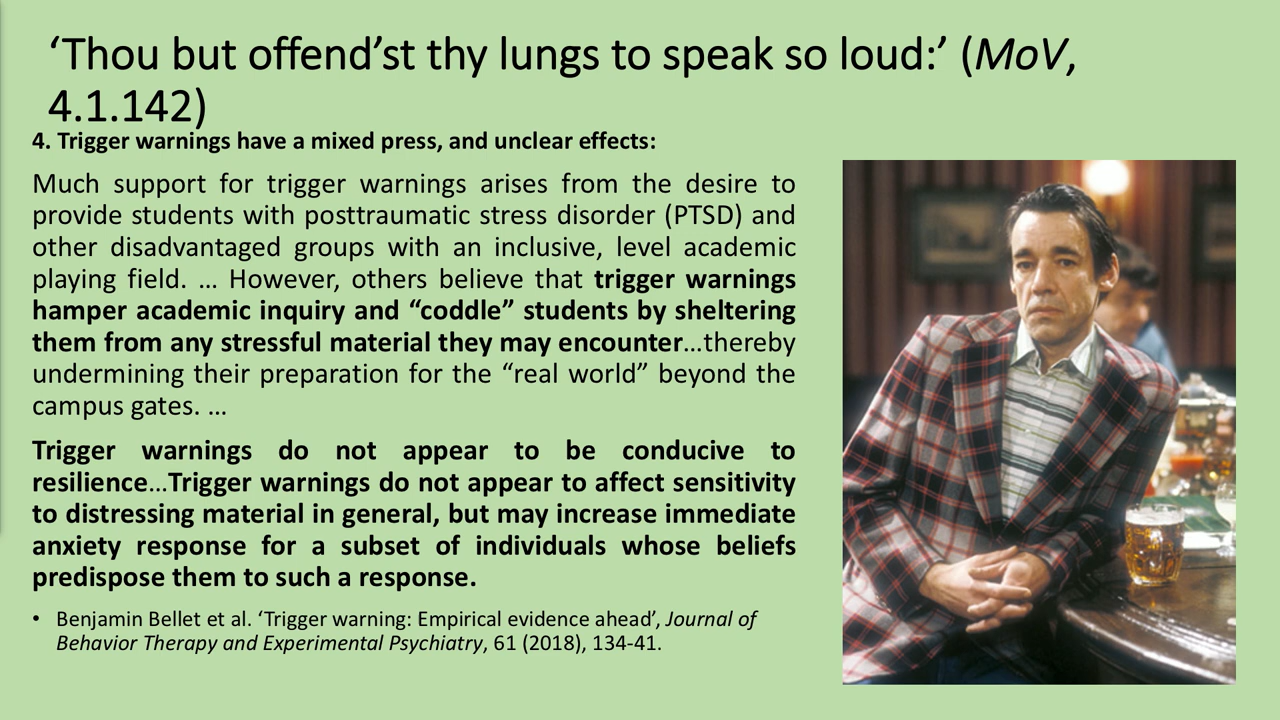 ‘Thou but offend’st thy lungs to speak so loud:’ (MoV,
4.1.142)
4. Trigger warnings have a mixed press, and unclear effects:
Much support for trigger warnings arises from the desire to
provide students with posttraumatic stress disorder (PTSD) and
other disadvantaged groups with an inclusive, level academic
playing field. … However, others believe that trigger warnings
hamper academic inquiry and “coddle” students by sheltering
them from any stressful material they may encounter…thereby
undermining their preparation for the “real world” beyond the
campus gates. …
Trigger warnings do not appear to be conducive to
resilience…Trigger warnings do not appear to affect sensitivity
to distressing material in general, but may increase immediate
anxiety response for a subset of individuals whose beliefs
predispose them to such a response.
• Benjamin Bellet et al. ‘Trigger warning: Empirical evidence ahead’, Journal of
Behavior Therapy and Experimental Psychiatry, 61 (2018), 134-41.